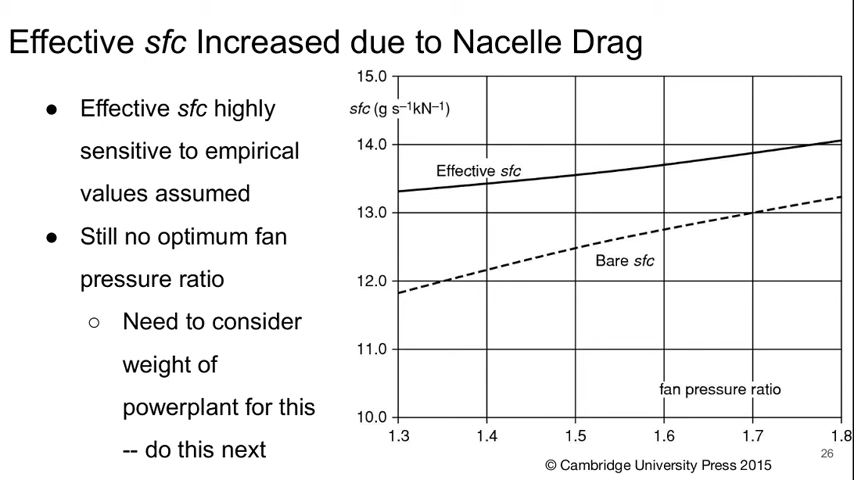 Effective sfc Increased due to Nacelle Drag
● Effective sfc highly
sensitive to empirical
values assumed
● Still no optimum fan
pressure ratio
○ Need to consider
weight of
powerplant for this
-- do this next
15.0
sfc (g s⁻¹kN⁻¹)
14.0
Effective sfc
13.0
Bare sfc
12.0
11.0
fan pressure ratio
10.0
1.3 1.4 1.5 1.6 1.7 1.8
26
© Cambridge University Press 2015